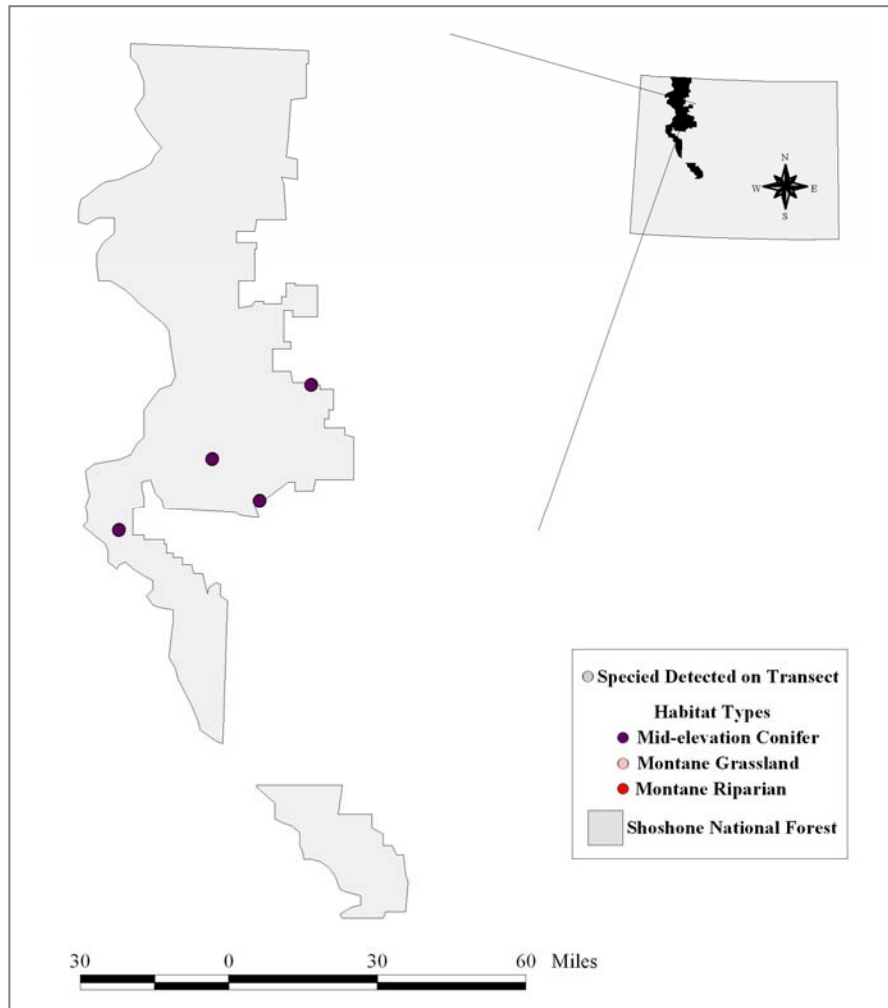 N
W E
S
Specied Detected on Transect
Habitat Types
Mid-elevation Conifer
Montane Grassland
Montane Riparian
Shoshone National Forest
30 0 30 60 Miles